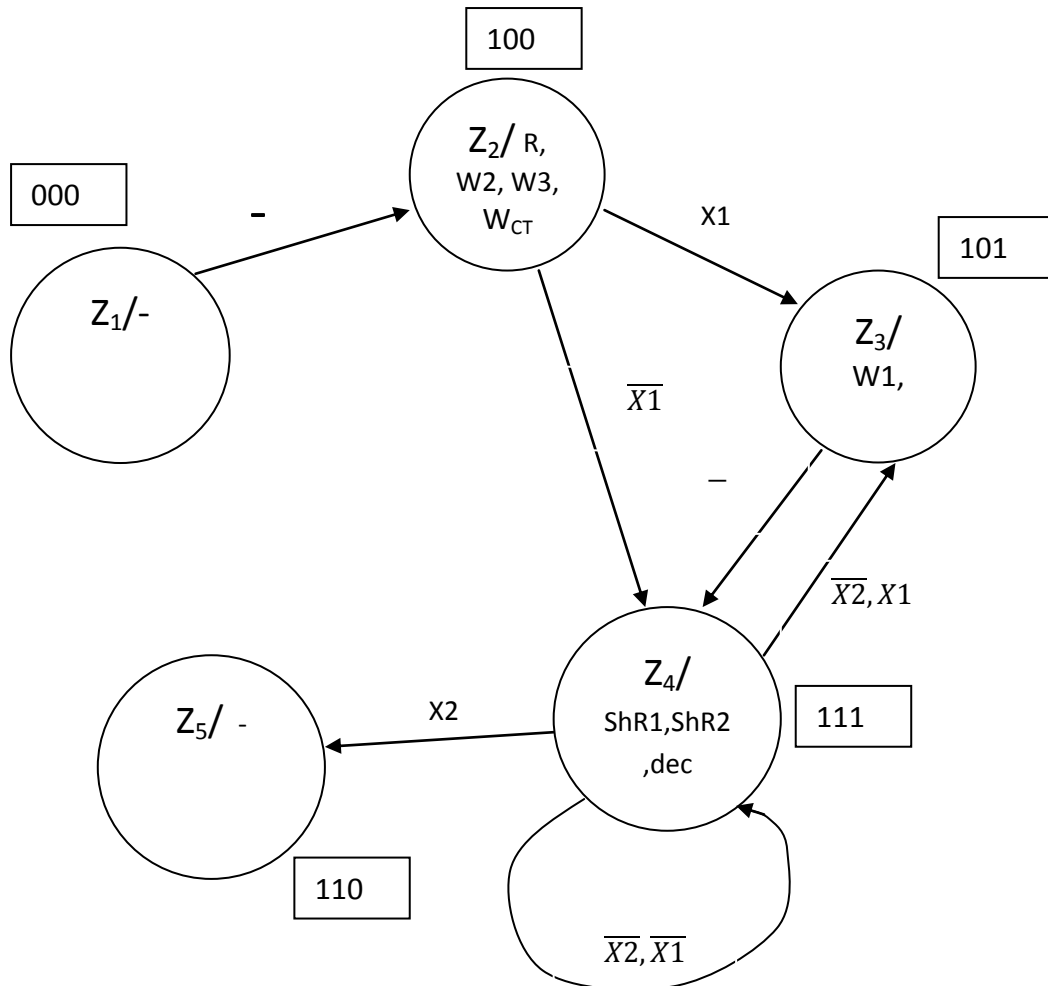 100
Z₂/ R,
W2, W3,
W_CT
000
-
X1
101
Z₁/-
Z₃/
W1,
X̅1̅
–
X̅2̅, X1
Z₄/
ShR1,ShR2
,dec
111
Z₅/ -
X2
110
X̅2̅, X̅1̅